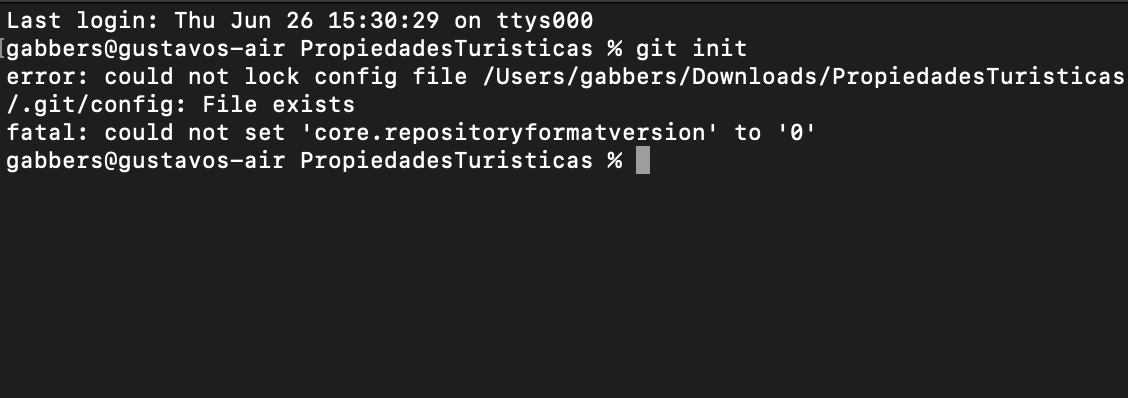 Last login: Thu Jun 26 15:30:29 on ttys000
[gabbers@gustavos-air PropiedadesTuristicas % git init
error: could not lock config file /Users/gabbers/Downloads/PropiedadesTuristicas
/.git/config: File exists
fatal: could not set 'core.repositoryformatversion' to '0'
gabbers@gustavos-air PropiedadesTuristicas %